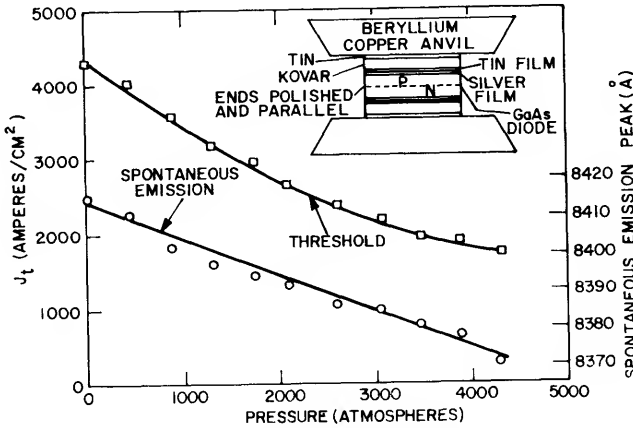 5000
4000
3000
2000
1000
0
J_t (AMPERES/CM²)
BERYLLIUM
COPPER ANVIL
TIN
KOVAR
ENDS POLISHED
AND PARALLEL
P
N
TIN FILM
SILVER
FILM
GaAs
DIODE
SPONTANEOUS
EMISSION
THRESHOLD
8420
8410
8400
8390
8380
8370
SPONTANEOUS EMISSION PEAK (Å)
0
1000
2000
3000
4000
5000
PRESSURE (ATMOSPHERES)